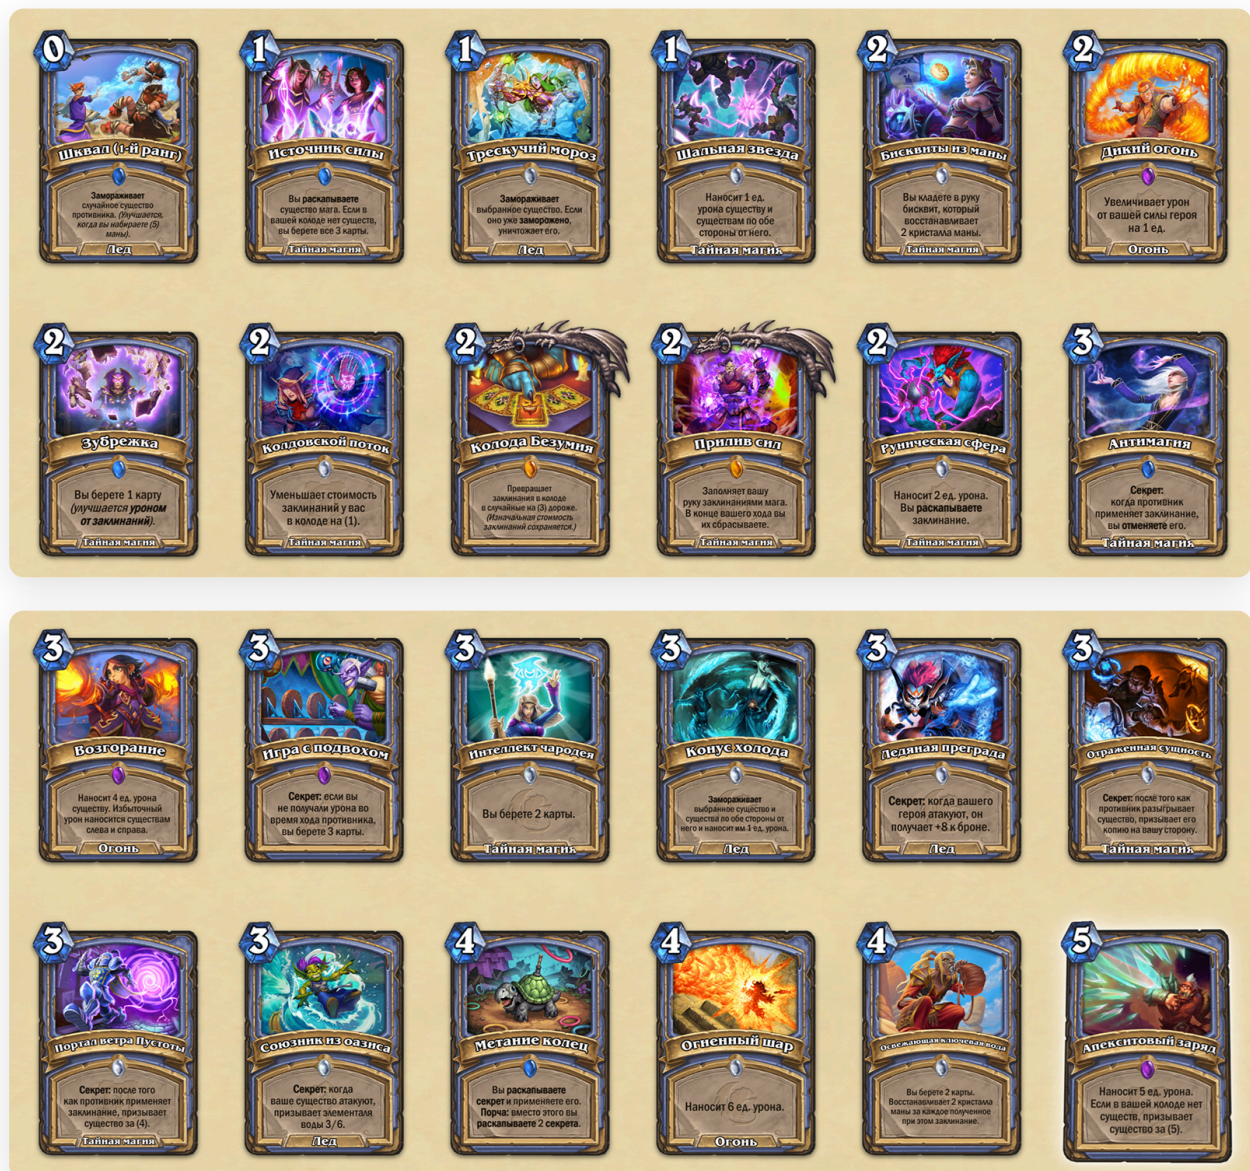 0
Шквал (1-й ранг)
Замораживает
случайное существо
противника. (Улучшается,
когда вы набираете (5)
маны).
Лед
1
Источник силы
Вы раскапываете
существо мага. Если в
вашей колоде нет существ,
вы берете все 3 карты.
Тайная магия
1
Трескучий мороз
Замораживает
выбранное существо. Если
оно уже заморожено,
уничтожает его.
Лед
1
Шальная звезда
Наносит 1 ед.
урона существу и
существам по обе
стороны от него.
Тайная магия
2
Бисквиты из маны
Вы кладете в руку
бисквит, который
восстанавливает
2 кристалла маны.
Тайная магия
2
Дикий огонь
Увеличивает урон
от вашей силы героя
на 1 ед.
Огонь
2
Зубрежка
Вы берете 1 карту
(улучшается уроном
от заклинаний).
Тайная магия
2
Колдовской поток
Уменьшает стоимость
заклинаний у вас
в колоде на (1).
Тайная магия
2
Колода Безумия
Превращает
заклинания в колоде
в случайные на (3) дороже.
(Изначальная стоимость
заклинаний сохраняется.)
Тайная магия
2
Прилив сил
Заполняет вашу
руку заклинаниями мага.
В конце вашего хода вы
их сбрасываете.
Тайная магия
2
Руническая сфера
Наносит 2 ед. урона.
Вы раскапываете
заклинание.
Тайная магия
3
Антимагия
Секрет:
когда противник
применяет заклинание,
вы отменяете его.
Тайная магия
3
Возгорание
Наносит 4 ед. урона
существу. Избыточный
урон наносится существам
слева и справа.
Огонь
3
Игра с подвохом
Секрет: если вы
не получали урона во
время хода противника,
вы берете 3 карты.
3
Интеллект чародея
Вы берете 2 карты.
Тайная магия
3
Конус холода
Замораживает
выбранное существо и
существа по обе стороны от
него и наносит им 1 ед. урона.
Лед
3
Ледяная преграда
Секрет: когда вашего
героя атакуют, он
получает +8 к броне.
Лед
3
Отраженная сущность
Секрет: после того как
противник разыгрывает
существо, призывает его
копию на вашу сторону.
Тайная магия
3
Портал ветра Пустоты
Секрет: после того
как противник применяет
заклинание, призывает
существо за (4).
Тайная магия
3
Союзник из оазиса
Секрет: когда
ваше существо атакуют,
призывает элементаля
воды 3/6.
Лед
4
Метание колец
Вы раскапываете
секрет и применяете его.
Порча: вместо этого вы
раскапываете 2 секрета.
4
Огненный шар
Наносит 6 ед. урона.
Огонь
4
Освежающая ключевая вода
Вы берете 2 карты.
Восстанавливает 2 кристалла
маны за каждое полученное
при этом заклинание.
5
Апекситовый заряд
Наносит 5 ед. урона.
Если в вашей колоде нет
существ, призывает
существо за (5).